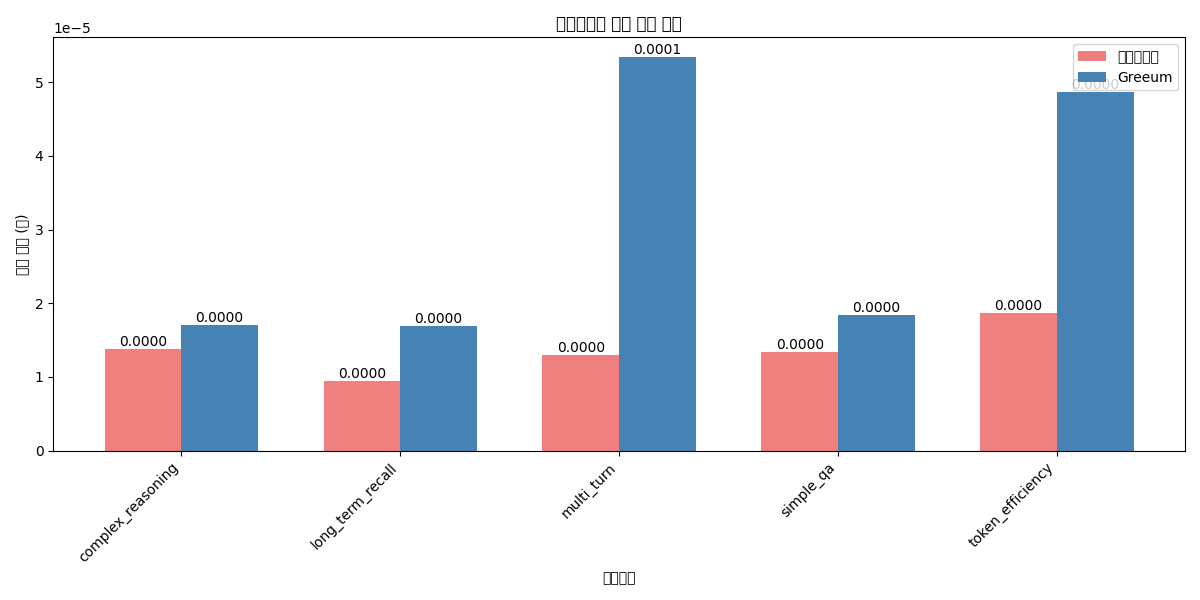 1e−5
5
4
3
2
1
0
0.0000
0.0000
0.0000
0.0000
0.0000
0.0001
0.0000
0.0000
0.0000
0.0000
Greeum
complex_reasoning
long_term_recall
multi_turn
simple_qa
token_efficiency